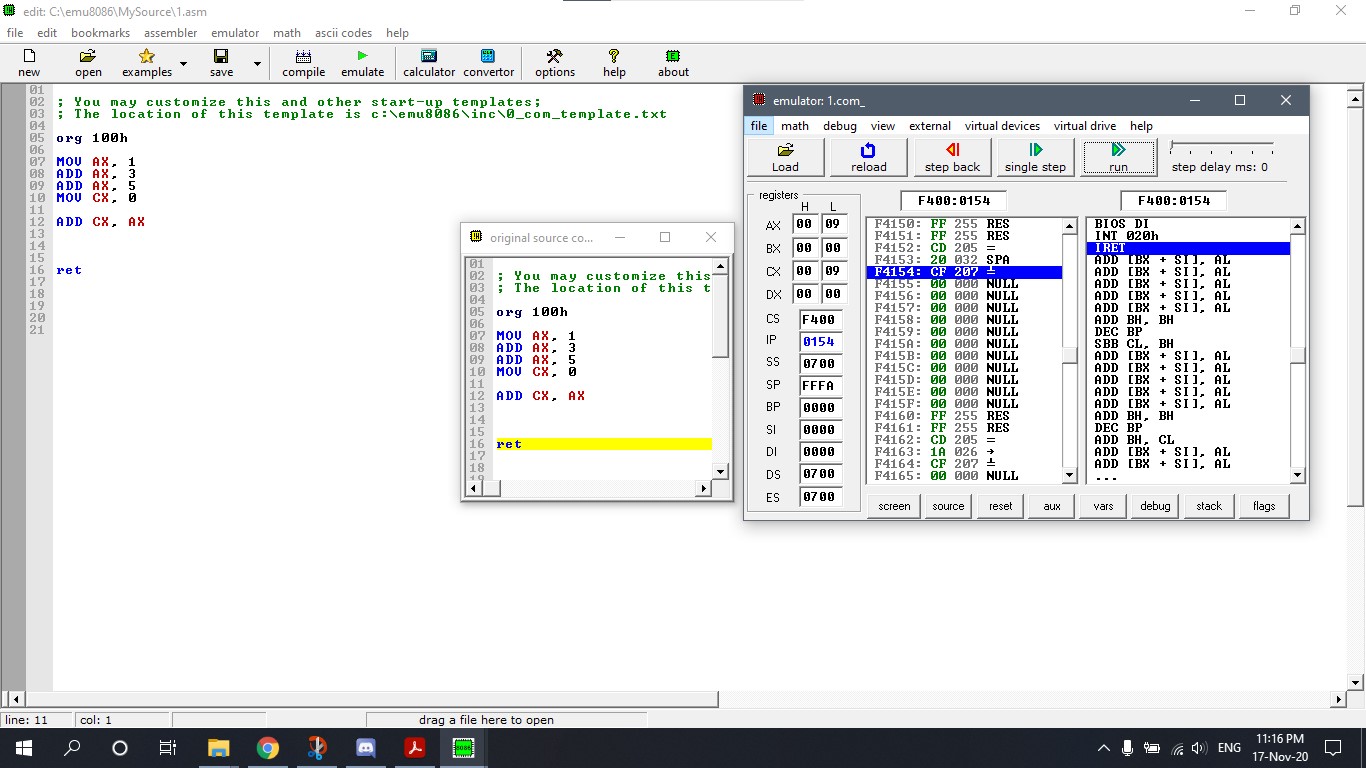 edit: C:\emu8086\MySource\1.asm
file edit bookmarks assembler emulator math ascii codes help
new open examples save compile emulate calculator convertor options help about
01
02 ; You may customize this and other start-up templates;
03 ; The location of this template is c:\emu8086\inc\0_com_template.txt
04
05 org 100h
06
07 MOV AX, 1
08 ADD AX, 3
09 ADD AX, 5
10 MOV CX, 0
11
12 ADD CX, AX
13
14
15
16 ret
17
18
19
20
21
original source co...
01
02 ; You may customize this
03 ; The location of this t
04
05 org 100h
06
07 MOV AX, 1
08 ADD AX, 3
09 ADD AX, 5
10 MOV CX, 0
11
12 ADD CX, AX
13
14
15
16 ret
17
18
19
emulator: 1.com_
file math debug view external virtual devices virtual drive help
Load reload step back single step run step delay ms: 0
registers
H L
AX 00 09
BX 00 00
CX 00 09
DX 00 00
CS F400
IP 0154
SS 0700
SP FFFA
BP 0000
SI 0000
DI 0000
DS 0700
ES 0700
F400:0154
F4150: FF 255 RES
F4151: FF 255 RES
F4152: CD 205 =
F4153: 20 032 SPA
F4154: CF 207 ╧
F4155: 00 000 NULL
F4156: 00 000 NULL
F4157: 00 000 NULL
F4158: 00 000 NULL
F4159: 00 000 NULL
F415A: 00 000 NULL
F415B: 00 000 NULL
F415C: 00 000 NULL
F415D: 00 000 NULL
F415E: 00 000 NULL
F415F: 00 000 NULL
F4160: FF 255 RES
F4161: FF 255 RES
F4162: CD 205 =
F4163: 1A 026 →
F4164: CF 207 ╧
F4165: 00 000 NULL
F400:0154
BIOS DI
INT 020h
IRET
ADD [BX + SI], AL
ADD [BX + SI], AL
ADD [BX + SI], AL
ADD [BX + SI], AL
ADD [BX + SI], AL
ADD BH, BH
DEC BP
SBB CL, BH
ADD [BX + SI], AL
ADD [BX + SI], AL
ADD [BX + SI], AL
ADD [BX + SI], AL
ADD [BX + SI], AL
ADD BH, BH
DEC BP
ADD BH, CL
ADD [BX + SI], AL
ADD [BX + SI], AL
...
screen source reset aux vars debug stack flags
line: 11 col: 1 drag a file here to open
8086
ENG
11:16 PM
17-Nov-20